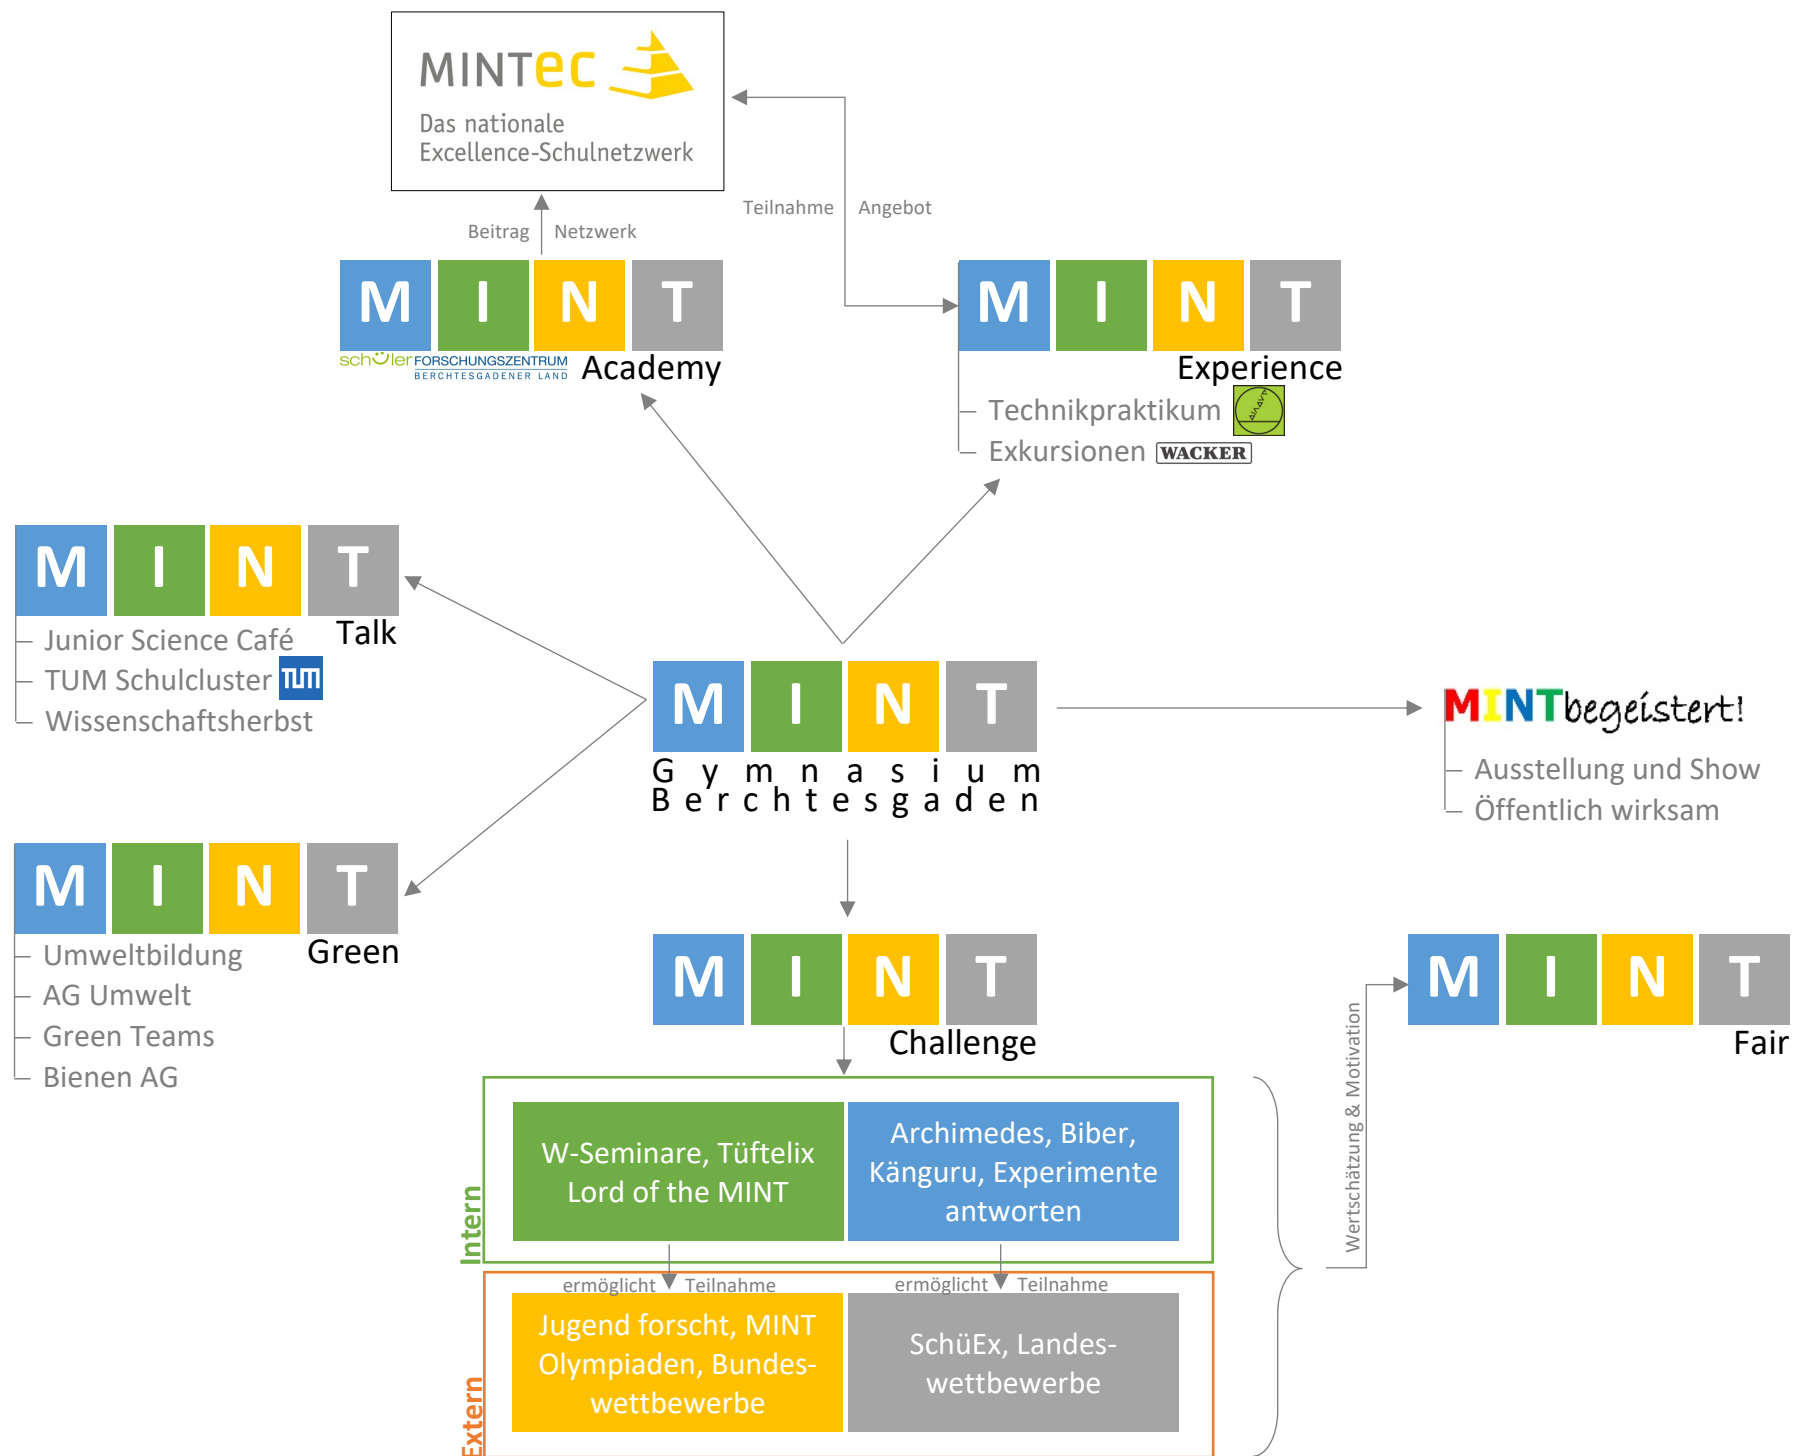 MINTec
Das nationale
Excellence-Schulnetzwerk
Teilnahme Angebot
Beitrag Netzwerk
M I N T
schüler FORSCHUNGSZENTRUM
BERCHTESGADENER LAND
Academy
M I N T
Experience
Technikpraktikum
Exkursionen WACKER
M I N T
Talk
Junior Science Café
TUM Schulcluster TUM
Wissenschaftsherbst
M I N T
Gymnasium
Berchtesgaden
MINTbegeistert!
Ausstellung und Show
Öffentlich wirksam
M I N T
Green
Umweltbildung
AG Umwelt
Green Teams
Bienen AG
M I N T
Challenge
M I N T
Fair
Wertschätzung & Motivation
Intern
W-Seminare, Tüftelix
Lord of the MINT
Archimedes, Biber,
Känguru, Experimente
antworten
ermöglicht Teilnahme
ermöglicht Teilnahme
Extern
Jugend forscht, MINT
Olympiaden, Bundes-
wettbewerbe
SchüEx, Landes-
wettbewerbe